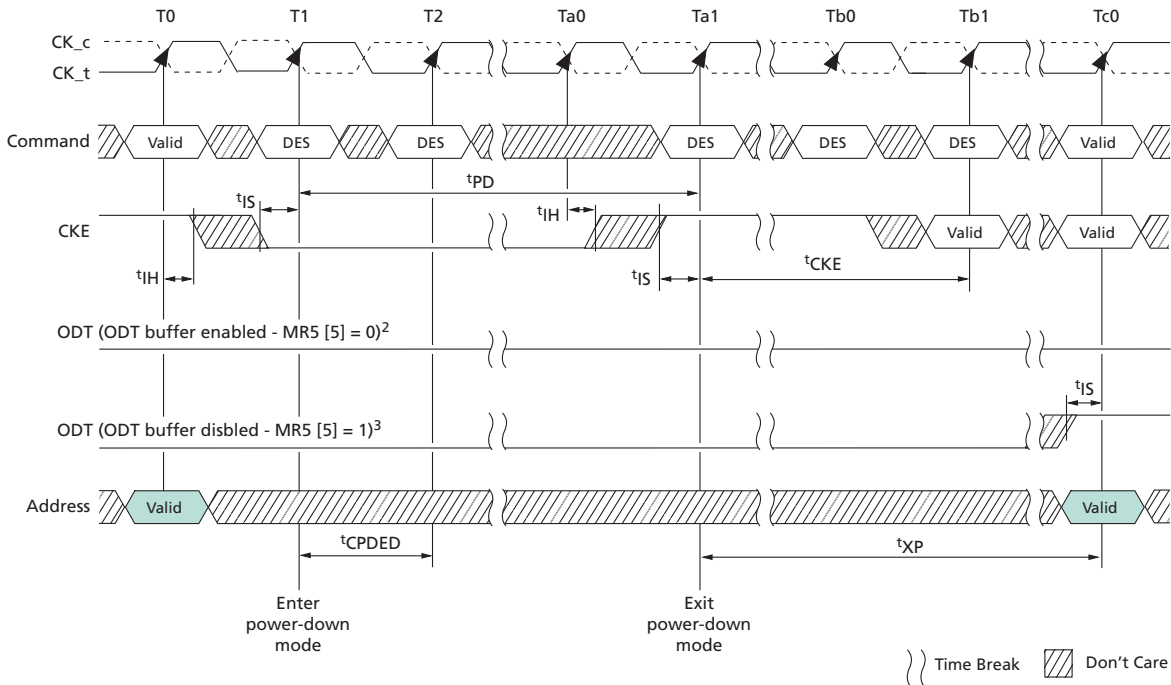 T0 T1 T2 Ta0 Ta1 Tb0 Tb1 Tc0
CK_c
CK_t
Command Valid DES DES DES DES DES Valid
tPD
tIS tIH
CKE Valid Valid
tIH tIS tCKE
ODT (ODT buffer enabled - MR5 [5] = 0)2
tIS
ODT (ODT buffer disbled - MR5 [5] = 1)3
Address Valid Valid
tCPDED tXP
Enter
power-down
mode
Exit
power-down
mode
Time Break Don't Care